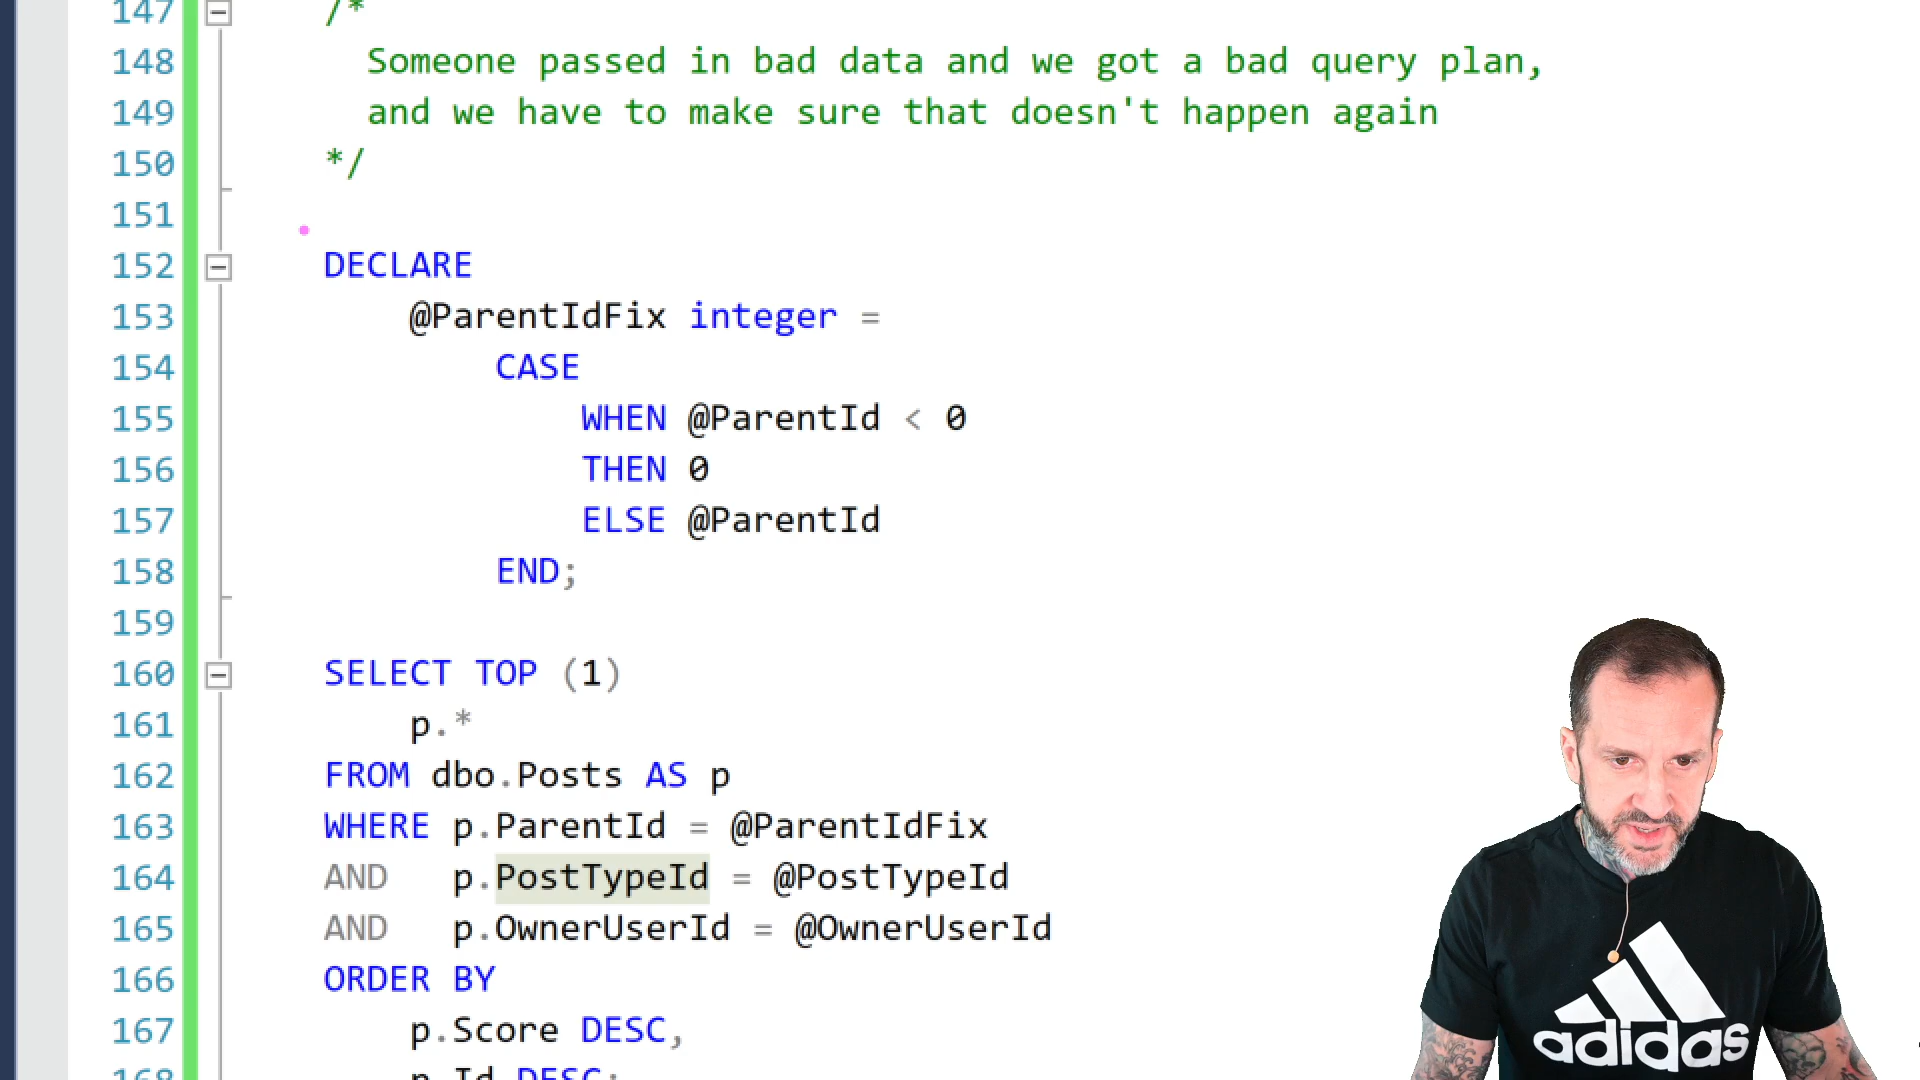 147 /*
148 Someone passed in bad data and we got a bad query plan,
149 and we have to make sure that doesn't happen again
150 */
151
152 DECLARE
153 @ParentIdFix integer =
154 CASE
155 WHEN @ParentId < 0
156 THEN 0
157 ELSE @ParentId
158 END;
159
160 SELECT TOP (1)
161 p.*
162 FROM dbo.Posts AS p
163 WHERE p.ParentId = @ParentIdFix
164 AND p.PostTypeId = @PostTypeId
165 AND p.OwnerUserId = @OwnerUserId
166 ORDER BY
167 p.Score DESC,
168 p.Id DESC;
adidas